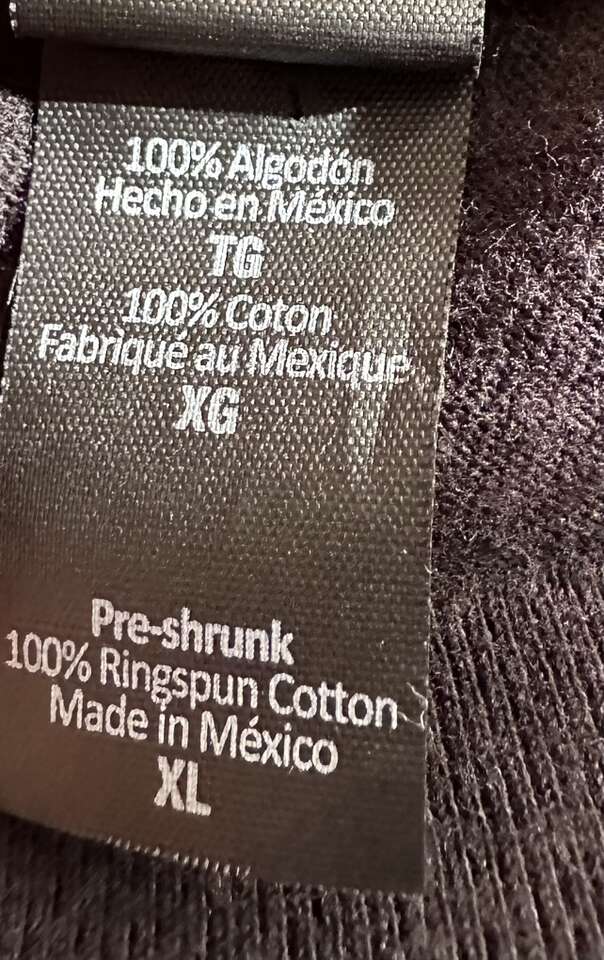 100% Algodón
Hecho en México
TG
100% Coton
Fabrique au Mexique
XG
Pre-shrunk
100% Ringspun Cotton
Made in México
XL